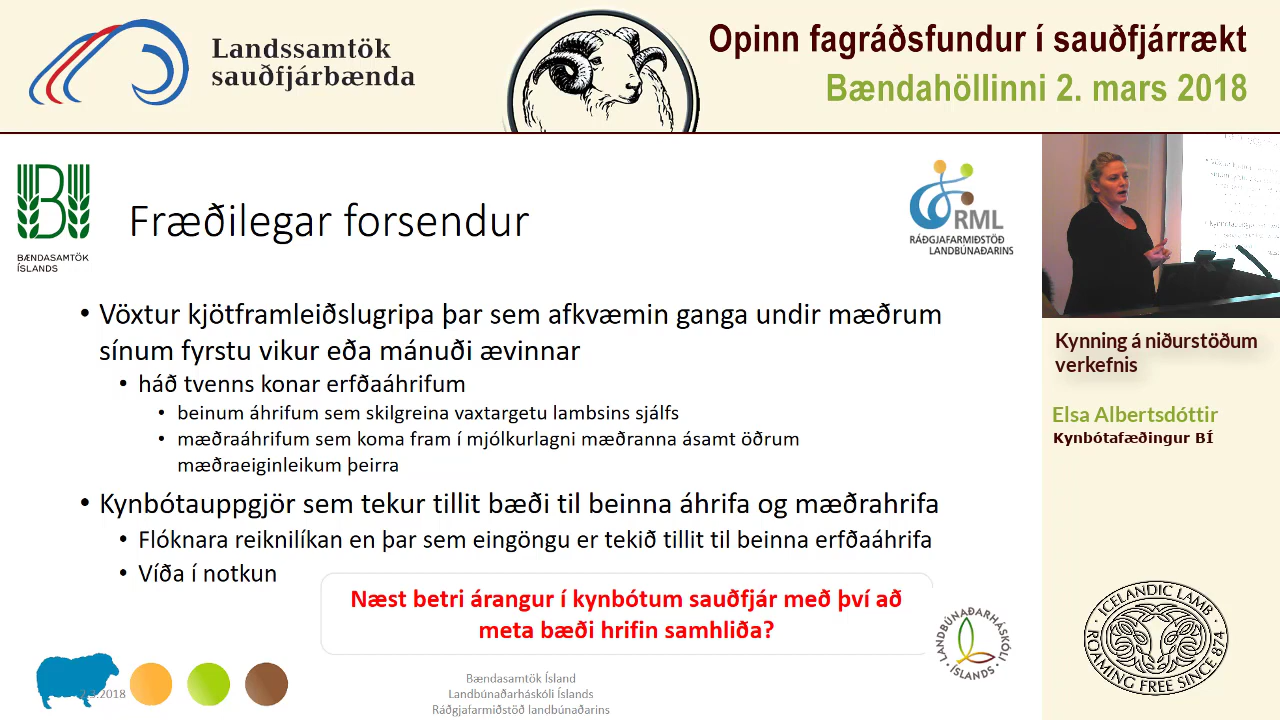 Landssamtök
sauðfjárbænda
Opinn fagráðsfundur í sauðfjárrækt
Bændahöllinni 2. mars 2018
BÆNDASAMTÖK
ÍSLANDS
Fræðilegar forsendur
RML
RÁÐGJAFARMIÐSTÖÐ
LANDBÚNAÐARINS
• Vöxtur kjötframleiðslugripa þar sem afkvæmin ganga undir mæðrum
sínum fyrstu vikur eða mánuði ævinnar
• háð tvenns konar erfðaáhrifum
• beinum áhrifum sem skilgreina vaxtargetu lambsins sjálfs
• mæðraáhrifum sem koma fram í mjólkurlagni mæðranna ásamt öðrum
mæðraeiginleikum þeirra
• Kynbótauppgjör sem tekur tillit bæði til beinna áhrifa og mæðrahrifa
• Flóknara reiknilíkan en þar sem eingöngu er tekið tillit til beinna erfðaáhrifa
• Víða í notkun
Næst betri árangur í kynbótum sauðfjár með því að
meta bæði hrifin samhliða?
LANDBÚNAÐARHÁSKÓLI
ÍSLANDS
2.3.2018
Bændasamtök Ísland
Landbúnaðarháskóli Íslands
Ráðgjafarmiðstöð landbúnaðarins
Kynning á niðurstöðum
verkefnis
Elsa Albertsdóttir
Kynbótafæðingur BÍ
ICELANDIC LAMB
ROAMING FREE SINCE 874